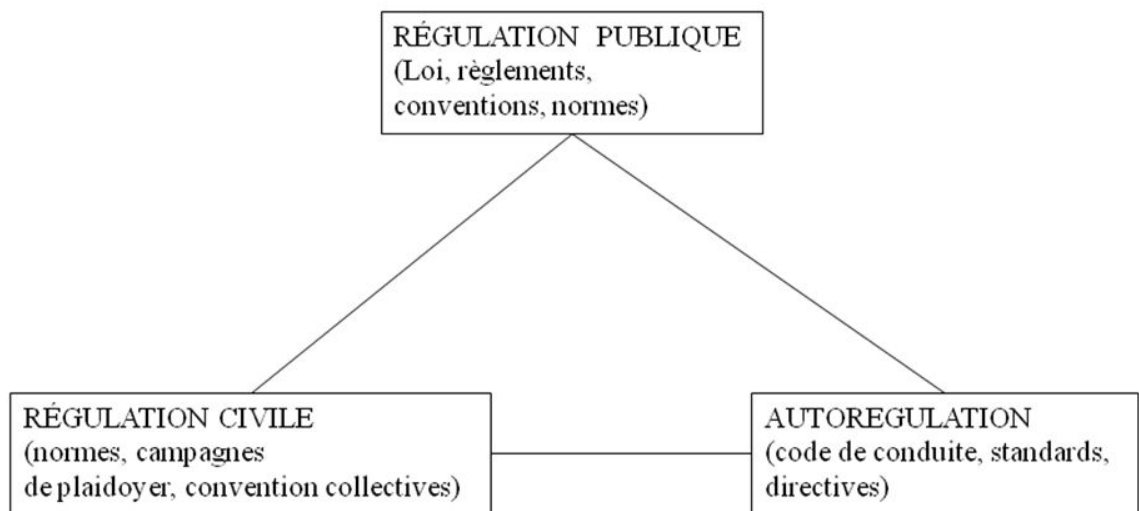 RÉGULATION PUBLIQUE
(Loi, règlements,
conventions, normes)
RÉGULATION CIVILE
(normes, campagnes
de plaidoyer, convention collectives)
AUTOREGULATION
(code de conduite, standards,
directives)